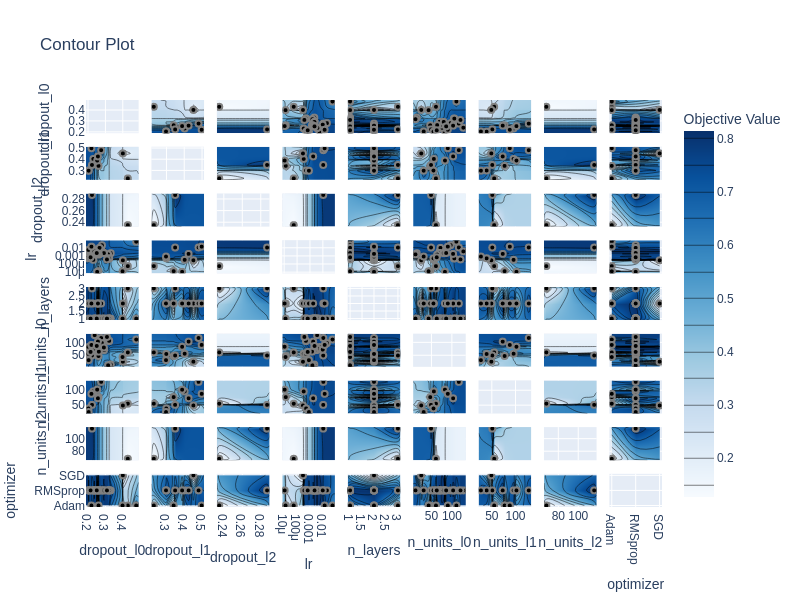 Contour Plot
Objective Value
dropout_l0
0.4
0.3
0.2
dropout_l1
0.5
0.4
0.3
dropout_l2
0.28
0.26
0.24
lr
0.01
0.001
100μ
10μ
n_layers
3
2.5
2
1.5
1
n_units_l0
100
50
n_units_l1
100
50
n_units_l2
100
80
optimizer
SGD
RMSprop
Adam
0.2 0.3 0.4
0.3 0.4 0.5
0.24 0.26 0.28
10μ 100μ 0.001 0.01
1 1.5 2 2.5 3
50 100
50 100
80 100
Adam RMSprop SGD
dropout_l0 dropout_l1 dropout_l2 lr n_layers n_units_l0 n_units_l1 n_units_l2 optimizer
0.8
0.7
0.6
0.5
0.4
0.3
0.2